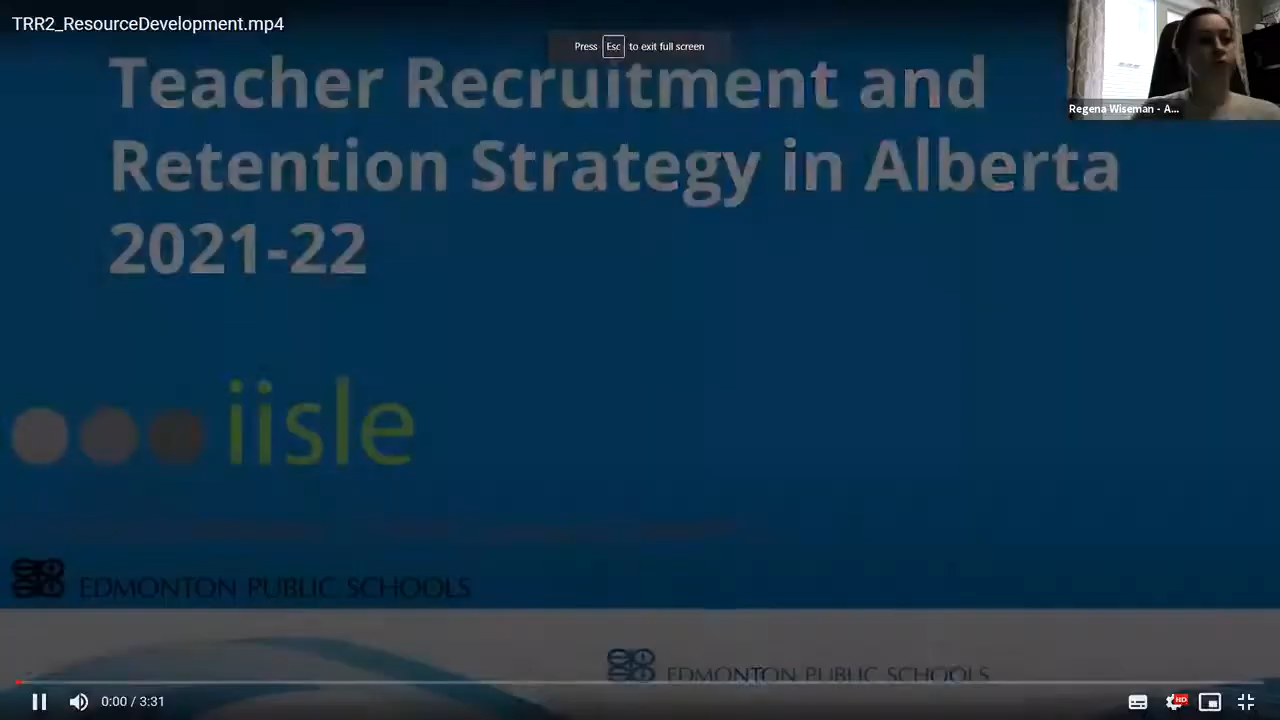 TRR2_ResourceDevelopment.mp4
Press Esc to exit full screen
Regena Wiseman - A...
Teacher Recruitment and
Retention Strategy in Alberta
2021-22
iisle
EDMONTON PUBLIC SCHOOLS
EDMONTON PUBLIC SCHOOLS
0:00 / 3:31
HD